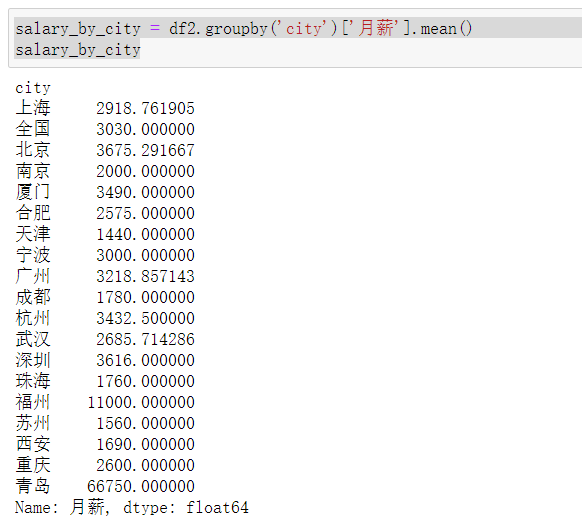 salary_by_city = df2.groupby('city')['月薪'].mean()
salary_by_city
city
上海 2918.761905
全国 3030.000000
北京 3675.291667
南京 2000.000000
厦门 3490.000000
合肥 2575.000000
天津 1440.000000
宁波 3000.000000
广州 3218.857143
成都 1780.000000
杭州 3432.500000
武汉 2685.714286
深圳 3616.000000
珠海 1760.000000
福州 11000.000000
苏州 1560.000000
西安 1690.000000
重庆 2600.000000
青岛 66750.000000
Name: 月薪, dtype: float64